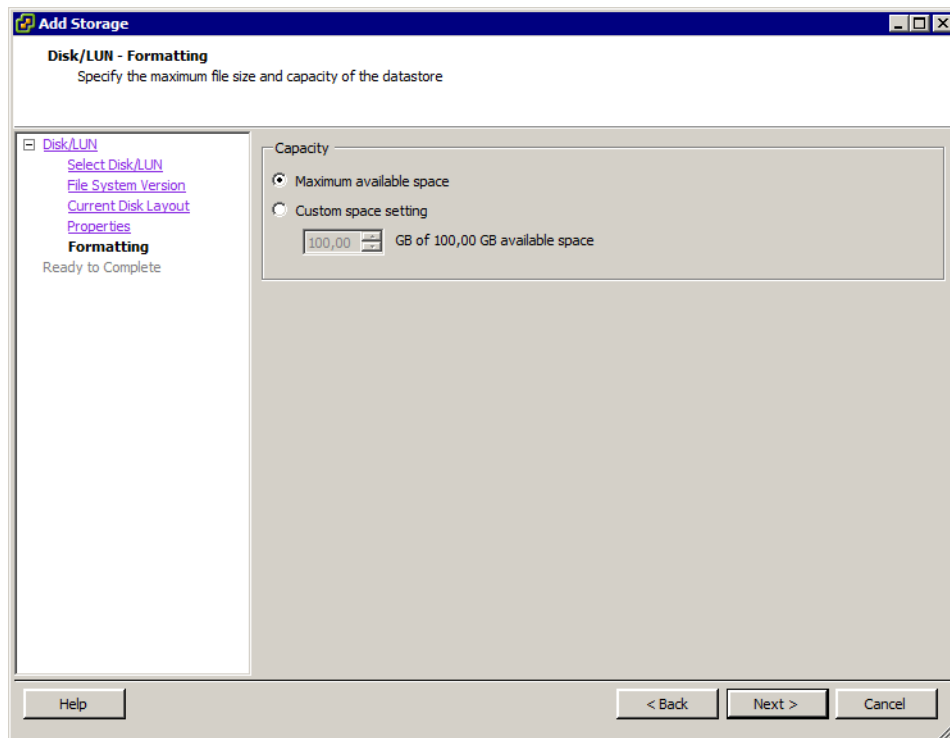 Add Storage
Disk/LUN - Formatting
Specify the maximum file size and capacity of the datastore
Disk/LUN
Select Disk/LUN
File System Version
Current Disk Layout
Properties
Formatting
Ready to Complete
Capacity
Maximum available space
Custom space setting
100,00 GB of 100,00 GB available space
Help
< Back
Next >
Cancel